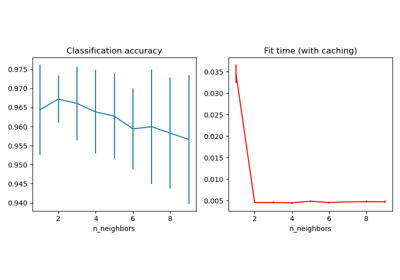 Classification accuracy
0.975
0.970
0.965
0.960
0.955
0.950
0.945
0.940
2 4 6 8
n_neighbors
Fit time (with caching)
0.035
0.030
0.025
0.020
0.015
0.010
0.005
2 4 6 8
n_neighbors